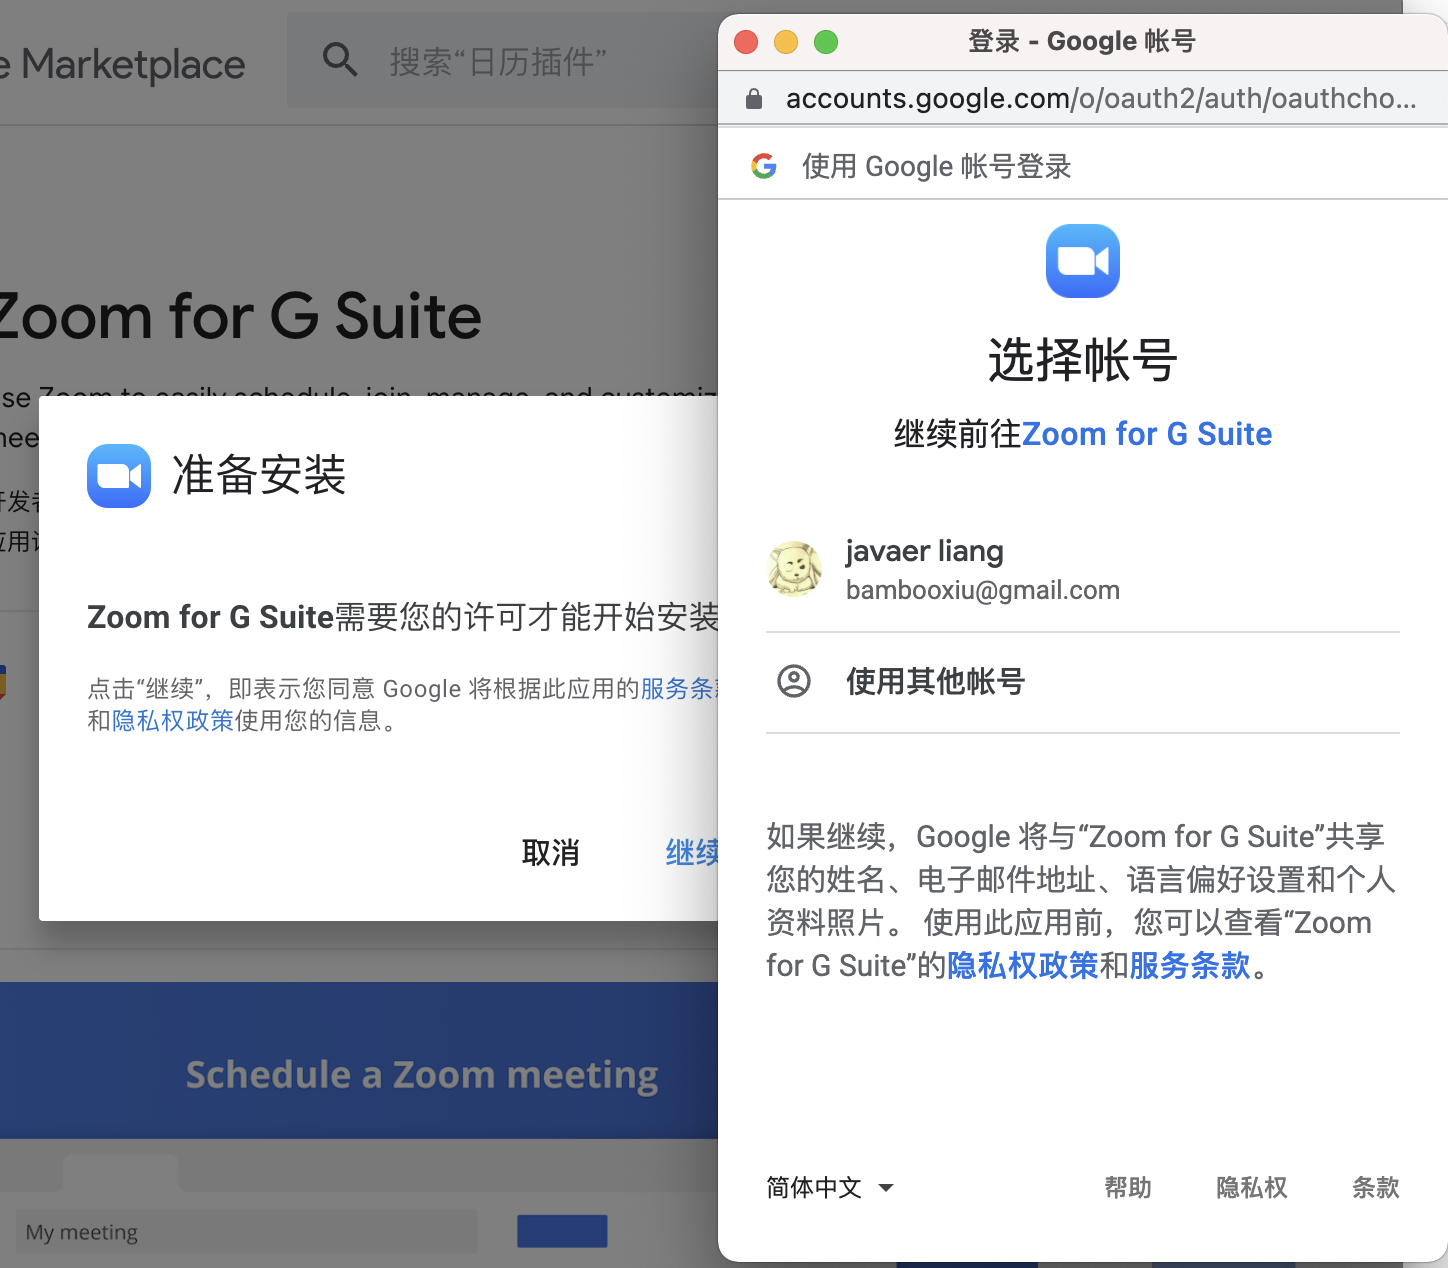 e Marketplace
搜索“日历插件”
Zoom for G Suite
se Zoom to easily schedule, join, manage, and customiz
nee
开发者
应用
准备安装
Zoom for G Suite需要您的许可才能开始安装
点击“继续”，即表示您同意 Google 将根据此应用的服务条款
和隐私权政策使用您的信息。
取消
继续
Schedule a Zoom meeting
My meeting
登录 - Google 帐号
accounts.google.com/o/oauth2/auth/oauthcho...
使用 Google 帐号登录
选择帐号
继续前往Zoom for G Suite
javaer liang
bambooxiu@gmail.com
使用其他帐号
如果继续，Google 将与“Zoom for G Suite”共享
您的姓名、电子邮件地址、语言偏好设置和个人
资料照片。 使用此应用前，您可以查看“Zoom
for G Suite”的隐私权政策和服务条款。
简体中文
帮助
隐私权
条款